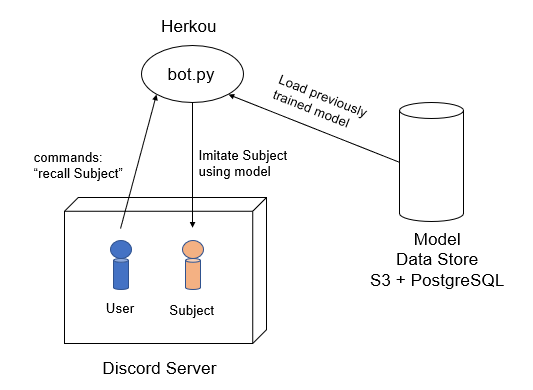 Herkou
bot.py
Load previously
trained model
commands:
“recall Subject”
Imitate Subject
using model
Model
Data Store
S3 + PostgreSQL
User
Subject
Discord Server